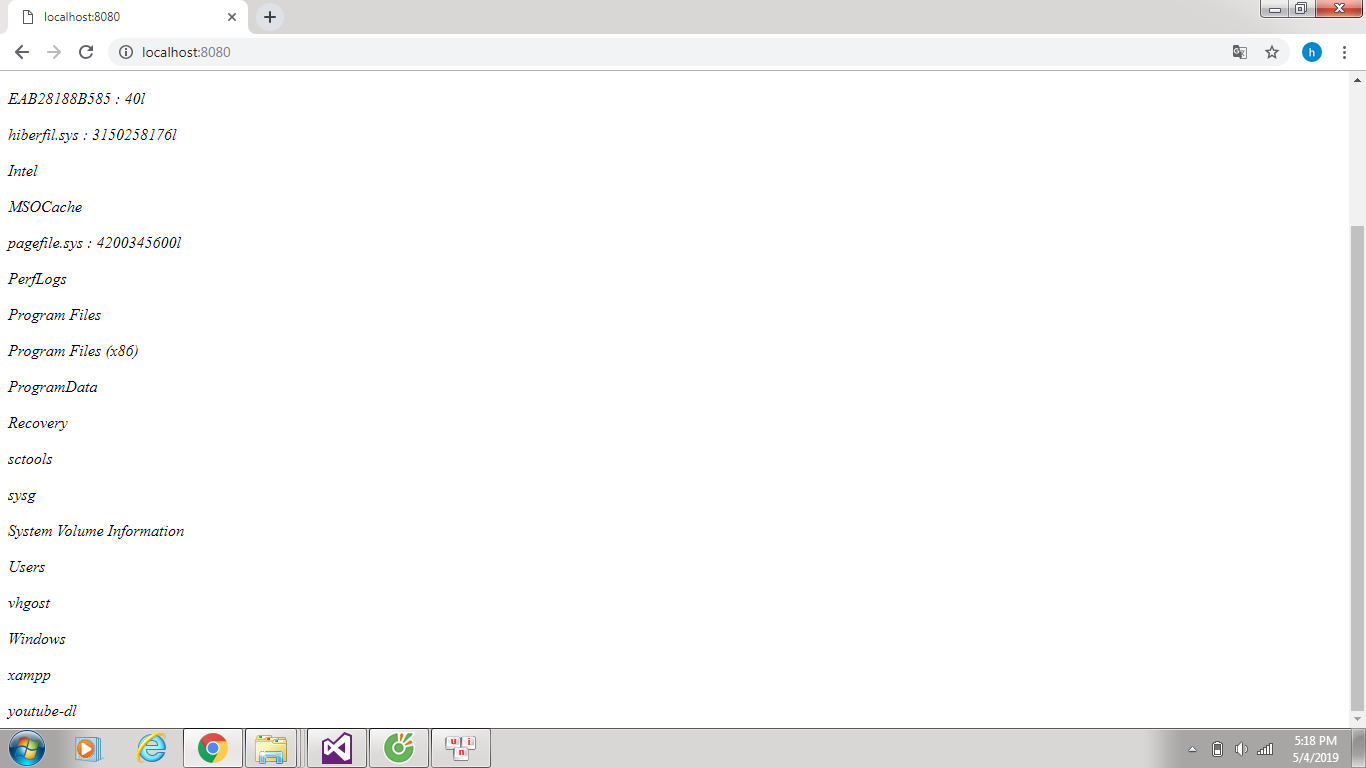 localhost:8080
localhost:8080
h
EAB28188B585 : 40l
hiberfil.sys : 3150258176l
Intel
MSOCache
pagefile.sys : 4200345600l
PerfLogs
Program Files
Program Files (x86)
ProgramData
Recovery
sctools
sysg
System Volume Information
Users
vhgost
Windows
xampp
youtube-dl
u i
n
5:18 PM
5/4/2019